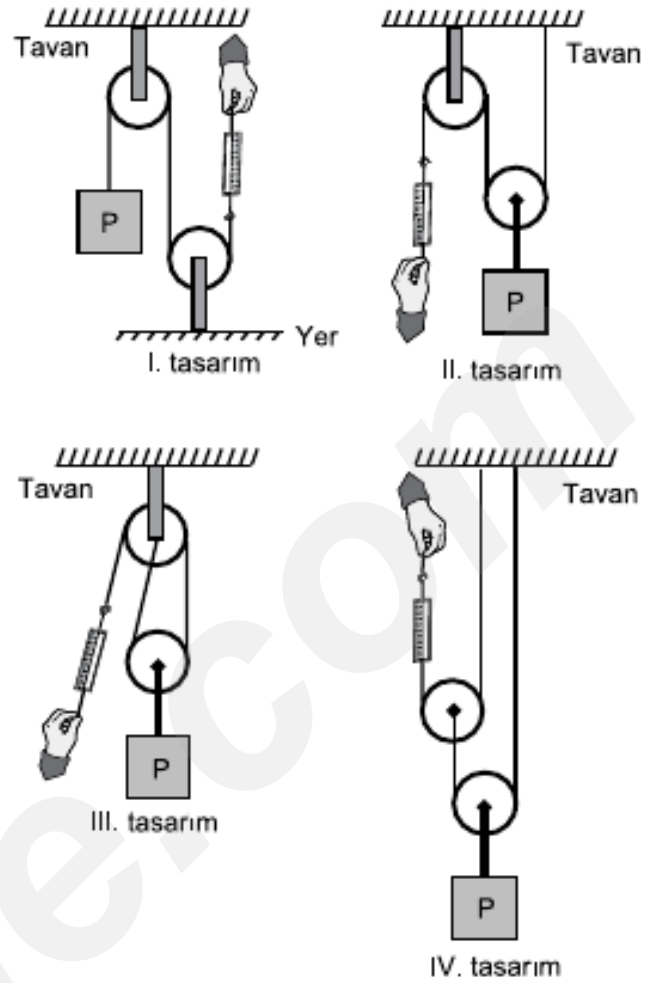 Tavan
P
Yer
I. tasarım
Tavan
P
II. tasarım
Tavan
P
III. tasarım
Tavan
P
IV. tasarım